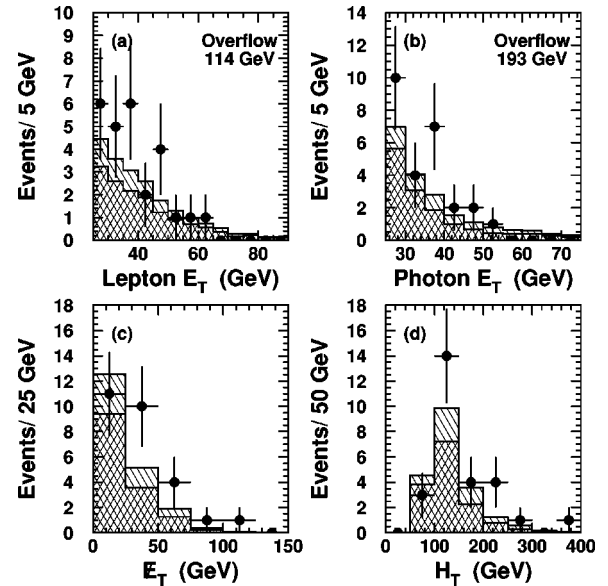 (a)
Overflow
114 GeV
Events/ 5 GeV
10
9
8
7
6
5
4
3
2
1
0
40 60 80
Lepton E_T (GeV)
(b)
Overflow
193 GeV
Events/ 5 GeV
14
12
10
8
6
4
2
0
30 40 50 60 70
Photon E_T (GeV)
(c)
Events/ 25 GeV
18
16
14
12
10
8
6
4
2
0
0 50 100 150
E̸_T (GeV)
(d)
Events/ 50 GeV
18
16
14
12
10
8
6
4
2
0
0 100 200 300 400
H_T (GeV)